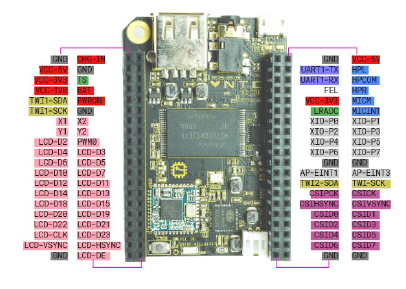 GND CHG-IN GND VCC-5V
VCC-5V GND UART1-TX HPL
VCC-3V3 TS UART1-RX HPCOM
VCC-1V8 BAT FEL HPR
TWI1-SDA PWRON VCC-3V3 MICM
TWI1-SCK GND LRADC MICIN1
X1 X2 XIO-P0 XIO-P1
Y1 Y2 XIO-P2 XIO-P3
LCD-D2 PWM0 XIO-P4 XIO-P5
LCD-D4 LCD-D3 XIO-P6 XIO-P7
LCD-D6 LCD-D5 GND GND
LCD-D10 LCD-D7 AP-EINT1 AP-EINT3
LCD-D12 LCD-D11 TWI2-SDA TWI-SCK
LCD-D14 LCD-D13 CSIPCK CSICK
LCD-D18 LCD-D15 CSIHSYNC CSIVSYNC
LCD-D20 LCD-D19 CSID0 CSID1
LCD-D22 LCD-D21 CSID2 CSID3
LCD-CLK LCD-D23 CSID4 CSID5
LCD-VSYNC LCD-HSYNC CSID6 CSID7
GND LCD-DE GND GND